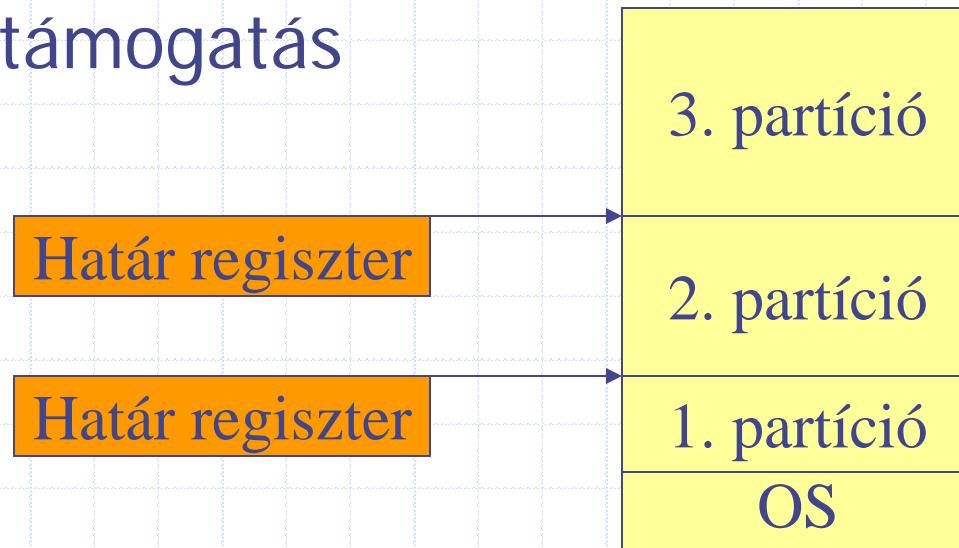 támogatás
3. partíció
Határ regiszter
2. partíció
Határ regiszter
1. partíció
OS